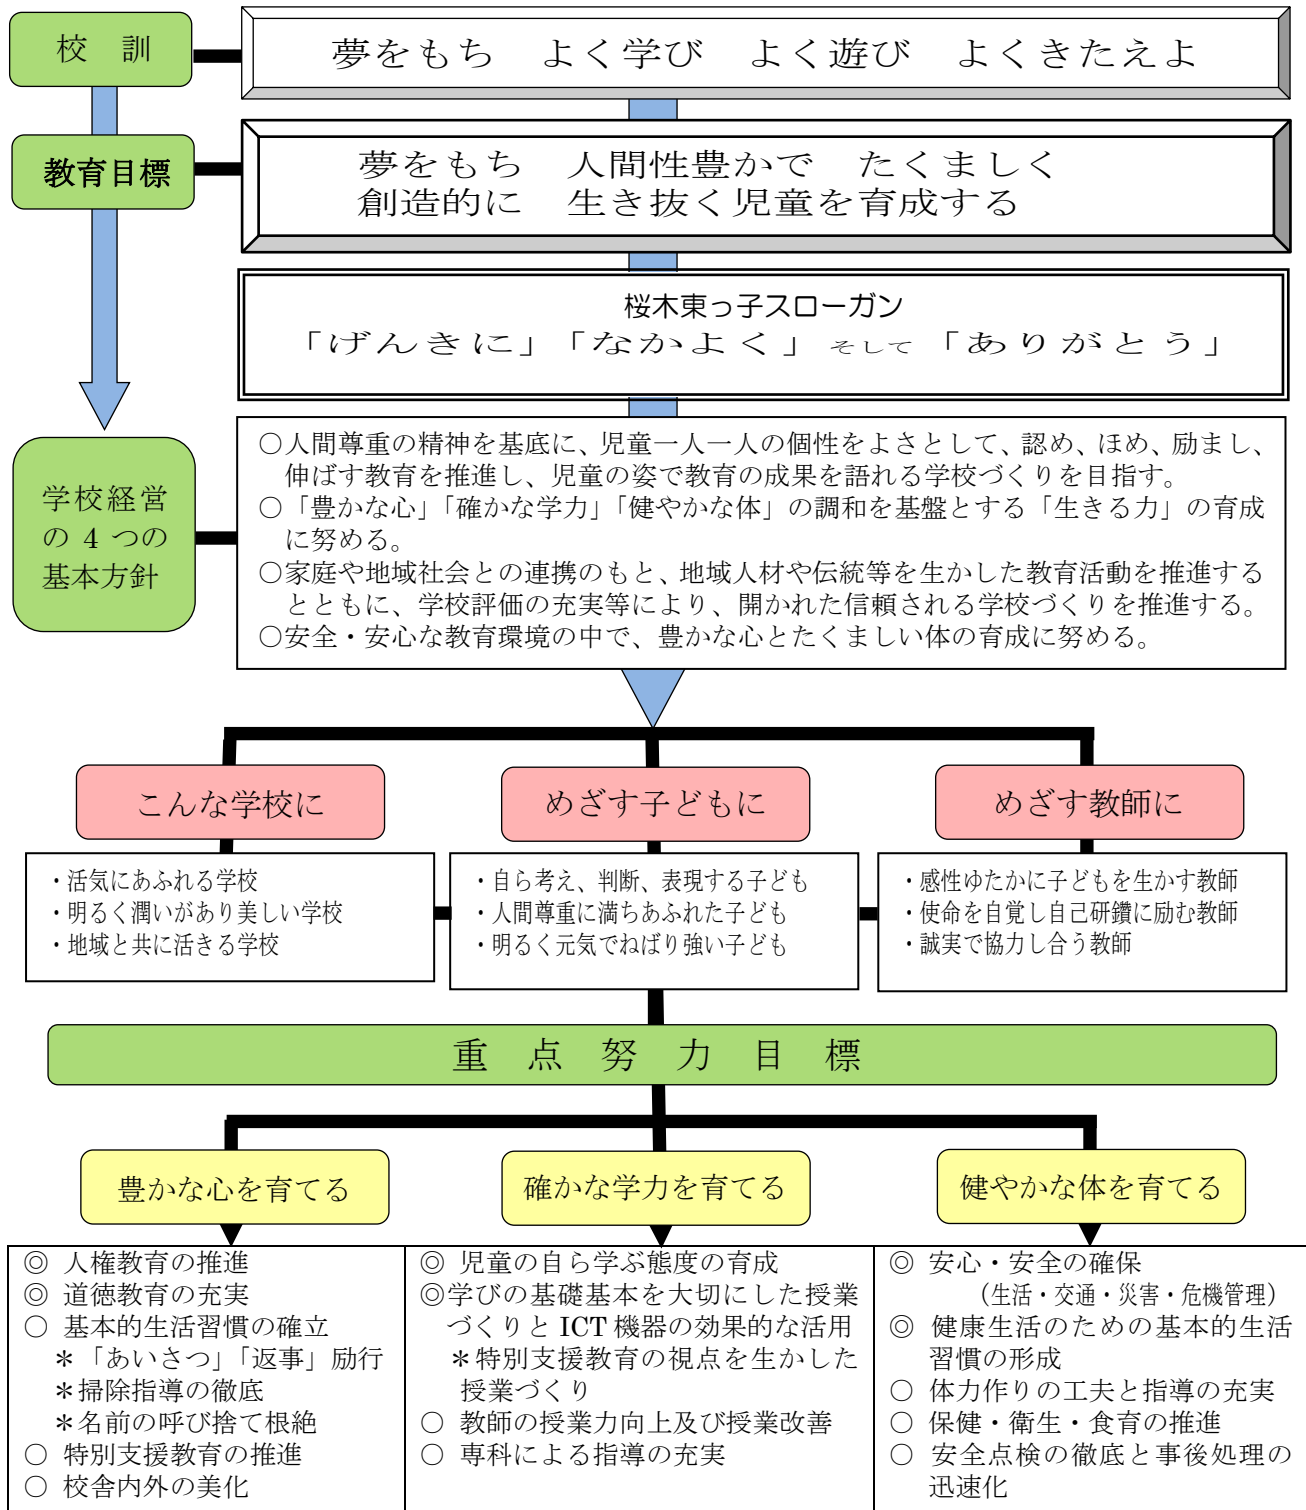 校　訓
夢をもち　よく学び　よく遊び　よくきたえよ
教育目標
夢をもち　人間性豊かで　たくましく
創造的に　生き抜く児童を育成する
桜木東っ子スローガン
「げんきに」「なかよく」そして「ありがとう」
学校経営
の 4 つの
基本方針
○人間尊重の精神を基底に、児童一人一人の個性をよさとして、認め、ほめ、励まし、
伸ばす教育を推進し、児童の姿で教育の成果を語れる学校づくりを目指す。
○「豊かな心」「確かな学力」「健やかな体」の調和を基盤とする「生きる力」の育成
に努める。
○家庭や地域社会との連携のもと、地域人材や伝統等を生かした教育活動を推進する
とともに、学校評価の充実等により、開かれた信頼される学校づくりを推進する。
○安全・安心な教育環境の中で、豊かな心とたくましい体の育成に努める。
こんな学校に
・活気にあふれる学校
・明るく潤いがあり美しい学校
・地域と共に活きる学校
めざす子どもに
・自ら考え、判断、表現する子ども
・人間尊重に満ちあふれた子ども
・明るく元気でねばり強い子ども
めざす教師に
・感性ゆたかに子どもを生かす教師
・使命を自覚し自己研鑽に励む教師
・誠実で協力し合う教師
重　点　努　力　目　標
豊かな心を育てる
◎ 人権教育の推進
◎ 道徳教育の充実
○ 基本的生活習慣の確立
＊「あいさつ」「返事」励行
＊掃除指導の徹底
＊名前の呼び捨て根絶
○ 特別支援教育の推進
○ 校舎内外の美化
確かな学力を育てる
◎ 児童の自ら学ぶ態度の育成
◎学びの基礎基本を大切にした授業
づくりと ICT 機器の効果的な活用
＊特別支援教育の視点を生かした
授業づくり
○ 教師の授業力向上及び授業改善
○ 専科による指導の充実
健やかな体を育てる
◎ 安心・安全の確保
（生活・交通・災害・危機管理）
◎ 健康生活のための基本的生活
習慣の形成
○ 体力作りの工夫と指導の充実
○ 保健・衛生・食育の推進
○ 安全点検の徹底と事後処理の
迅速化